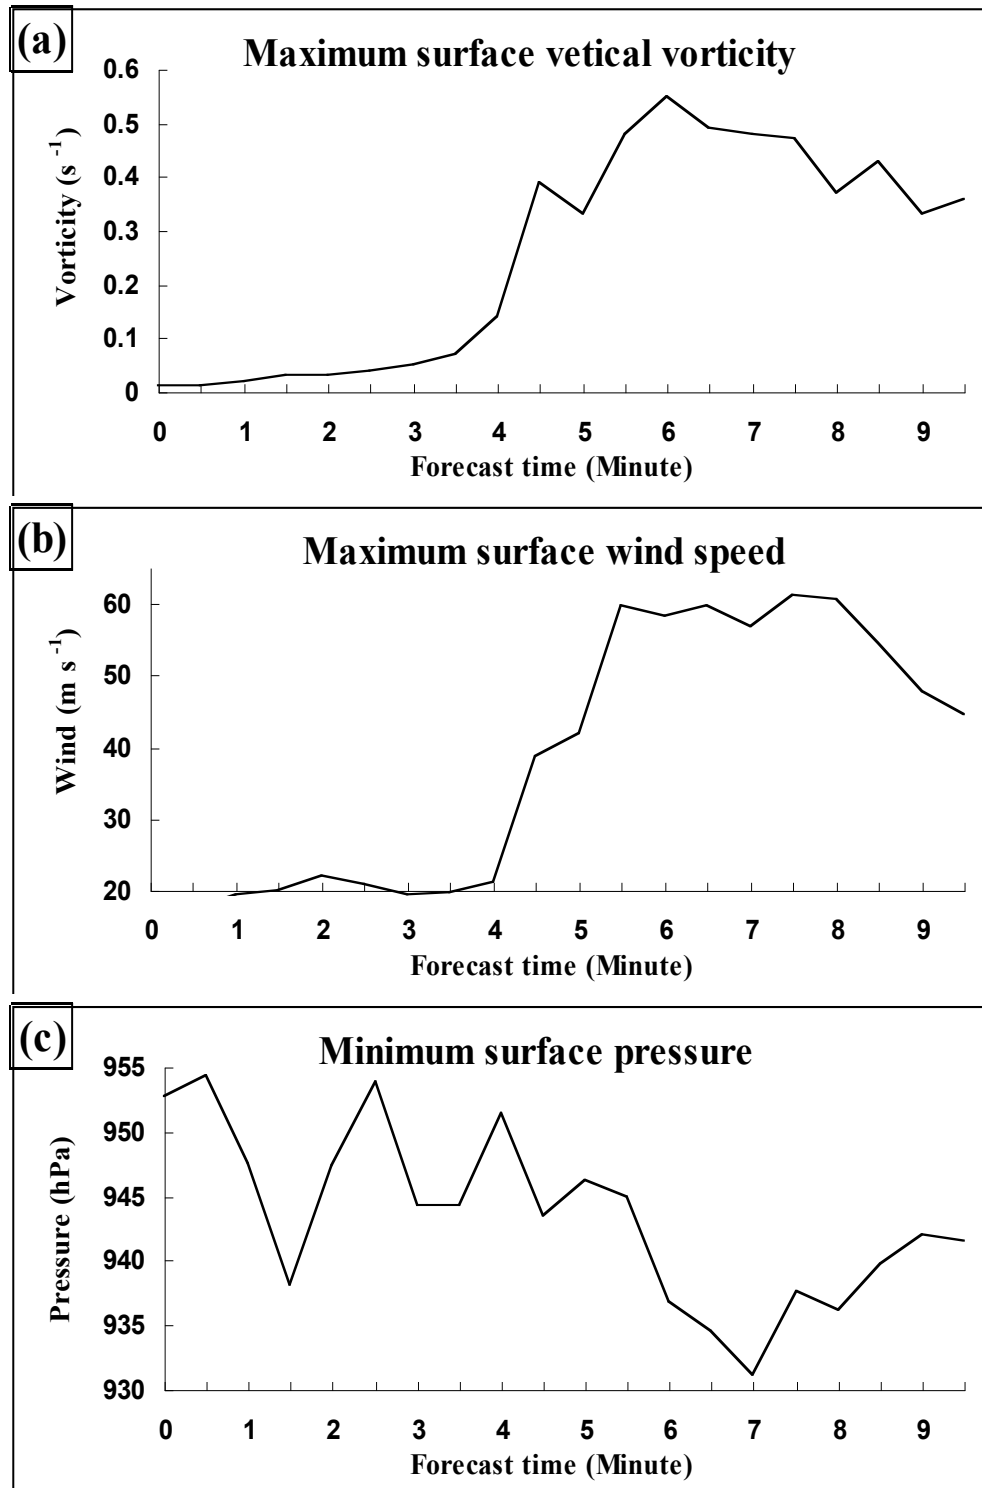 (a)
Maximum surface vetical vorticity
Vorticity (s -1)
0.6
0.5
0.4
0.3
0.2
0.1
0
0 1 2 3 4 5 6 7 8 9
Forecast time (Minute)
(b)
Maximum surface wind speed
Wind (m s -1)
60
50
40
30
20
0 1 2 3 4 5 6 7 8 9
Forecast time (Minute)
(c)
Minimum surface pressure
Pressure (hPa)
955
950
945
940
935
930
0 1 2 3 4 5 6 7 8 9
Forecast time (Minute)